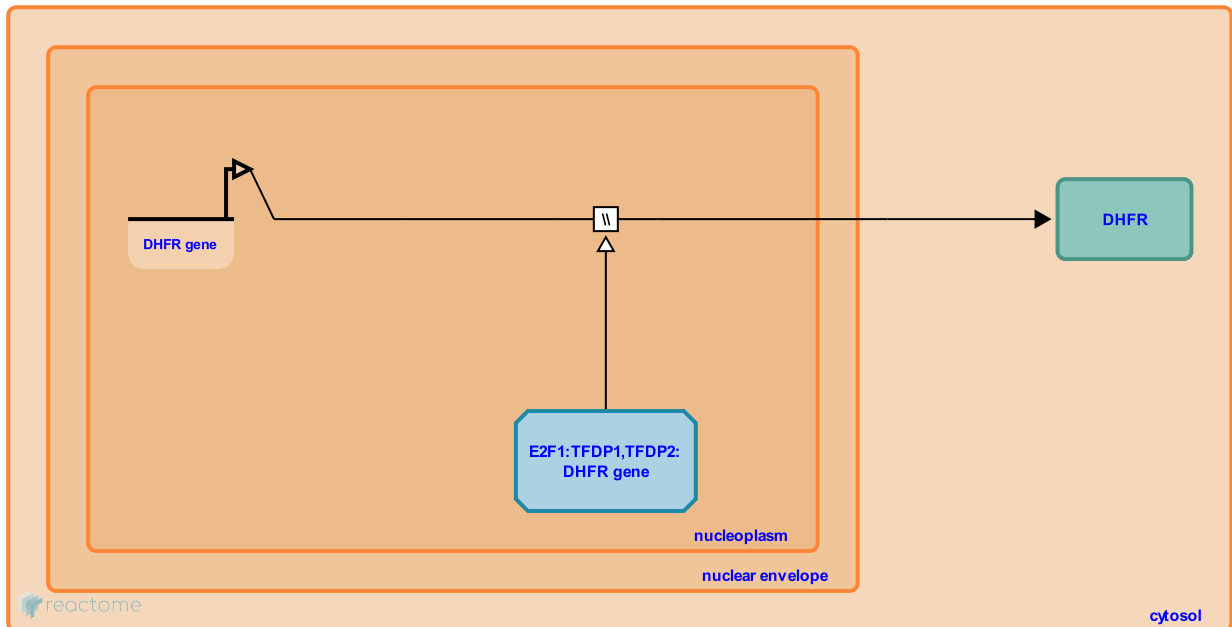 DHFR gene
\\
DHFR
E2F1:TFDP1,TFDP2:
DHFR gene
nucleoplasm
nuclear envelope
reactome
cytosol